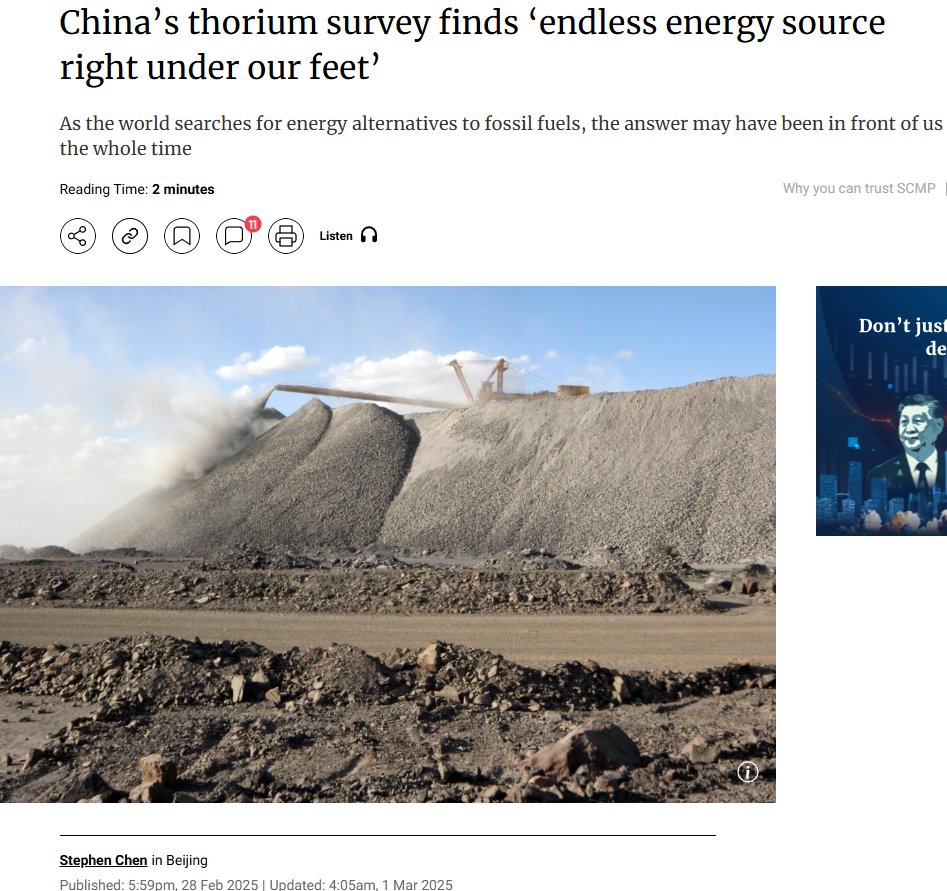 China’s thorium survey finds ‘endless energy source
right under our feet’
As the world searches for energy alternatives to fossil fuels, the answer may have been in front of us
the whole time
Reading Time: 2 minutes
Why you can trust SCMP
11
Listen
Don’t just
de
i
Stephen Chen in Beijing
Published: 5:59pm, 28 Feb 2025 | Updated: 4:05am, 1 Mar 2025